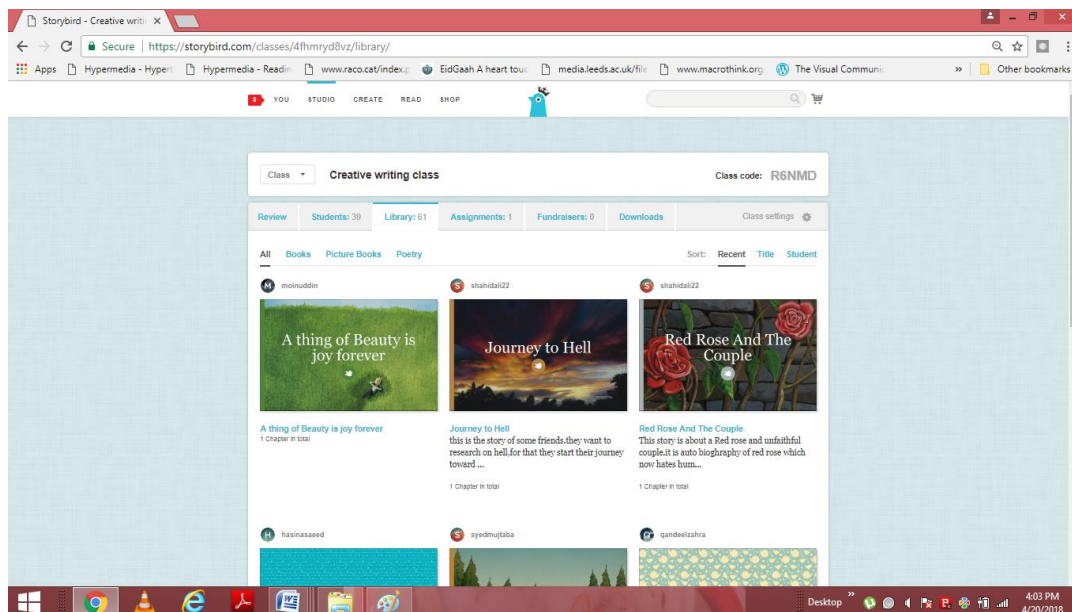 Storybird - Creative writi
Secure | https://storybird.com/classes/4fhmryd8vz/library/
Apps Hypermedia - Hypert Hypermedia - Readin www.raco.cat/index.p EidGaah A heart touc media.leeds.ac.uk/file www.macrothink.org The Visual Communic » Other bookmarks
S YOU STUDIO CREATE READ SHOP
Class Creative writing class Class code: R6NMD
Review Students: 39 Library: 61 Assignments: 1 Fundraisers: 0 Downloads Class settings
All Books Picture Books Poetry Sort: Recent Title Student
M moinuddin S shahidali22 S shahidali22
A thing of Beauty is
joy forever
Journey to Hell
Red Rose And The
Couple
A thing of Beauty is joy forever
1 Chapter in total
Journey to Hell
this is the story of some friends.they want to
research on hell,for that they start their journey
toward ...
1 Chapter in total
Red Rose And The Couple
This story is about a Red rose and unfaithful
couple.it is auto bioghraphy of red rose which
now hates hum...
1 Chapter in total
H hasinasaeed S syedmujtaba Q qandeelzahra
Desktop » 4:03 PM
4/20/2018